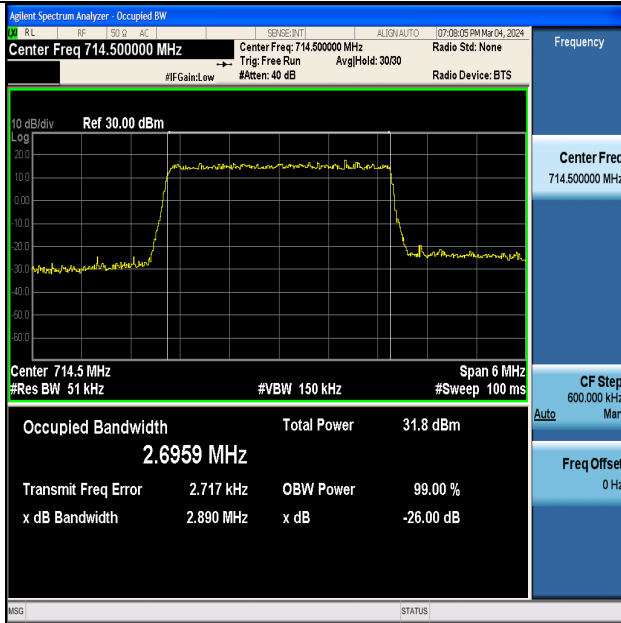 Agilent Spectrum Analyzer - Occupied BW
RL RF 50 Ω AC SENSE:INT ALIGN AUTO 07:08:05 PM Mar 04, 2024
Center Freq 714.500000 MHz
Center Freq: 714.500000 MHz
Radio Std: None
Trig: Free Run Avg|Hold: 30/30
#IFGain:Low
#Atten: 40 dB
Radio Device: BTS
10 dB/div Ref 30.00 dBm
Log
20.0
10.0
0.00
-10.0
-20.0
-30.0
-40.0
-50.0
-60.0
Center 714.5 MHz Span 6 MHz
#Res BW 51 kHz #VBW 150 kHz #Sweep 100 ms
Occupied Bandwidth Total Power 31.8 dBm
2.6959 MHz
Transmit Freq Error 2.717 kHz OBW Power 99.00 %
x dB Bandwidth 2.890 MHz x dB -26.00 dB
Frequency
Center Freq
714.500000 MHz
CF Step
600.000 kHz
Auto Man
Freq Offset
0 Hz
MSG STATUS